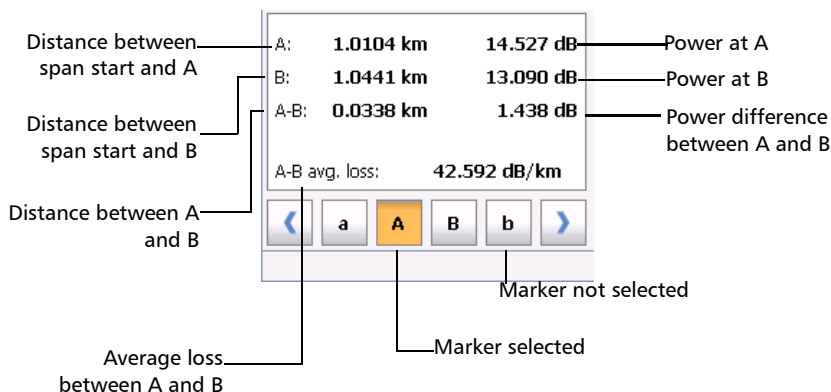 Distance between
span start and A
A: 1.0104 km 14.527 dB
Power at A
B: 1.0441 km 13.090 dB
Power at B
Distance between
span start and B
A-B: 0.0338 km 1.438 dB
Power difference
between A and B
A-B avg. loss: 42.592 dB/km
Distance between A
and B
a A B b
Marker not selected
Marker selected
Average loss
between A and B